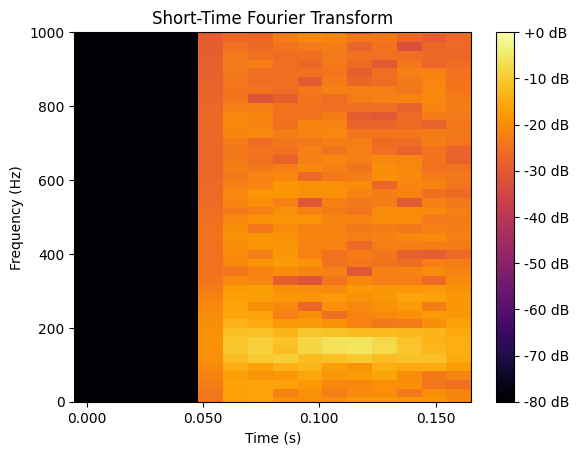 Short-Time Fourier Transform
1000
800
600
400
200
0
Frequency (Hz)
0.000
0.050
0.100
0.150
Time (s)
+0 dB
-10 dB
-20 dB
-30 dB
-40 dB
-50 dB
-60 dB
-70 dB
-80 dB